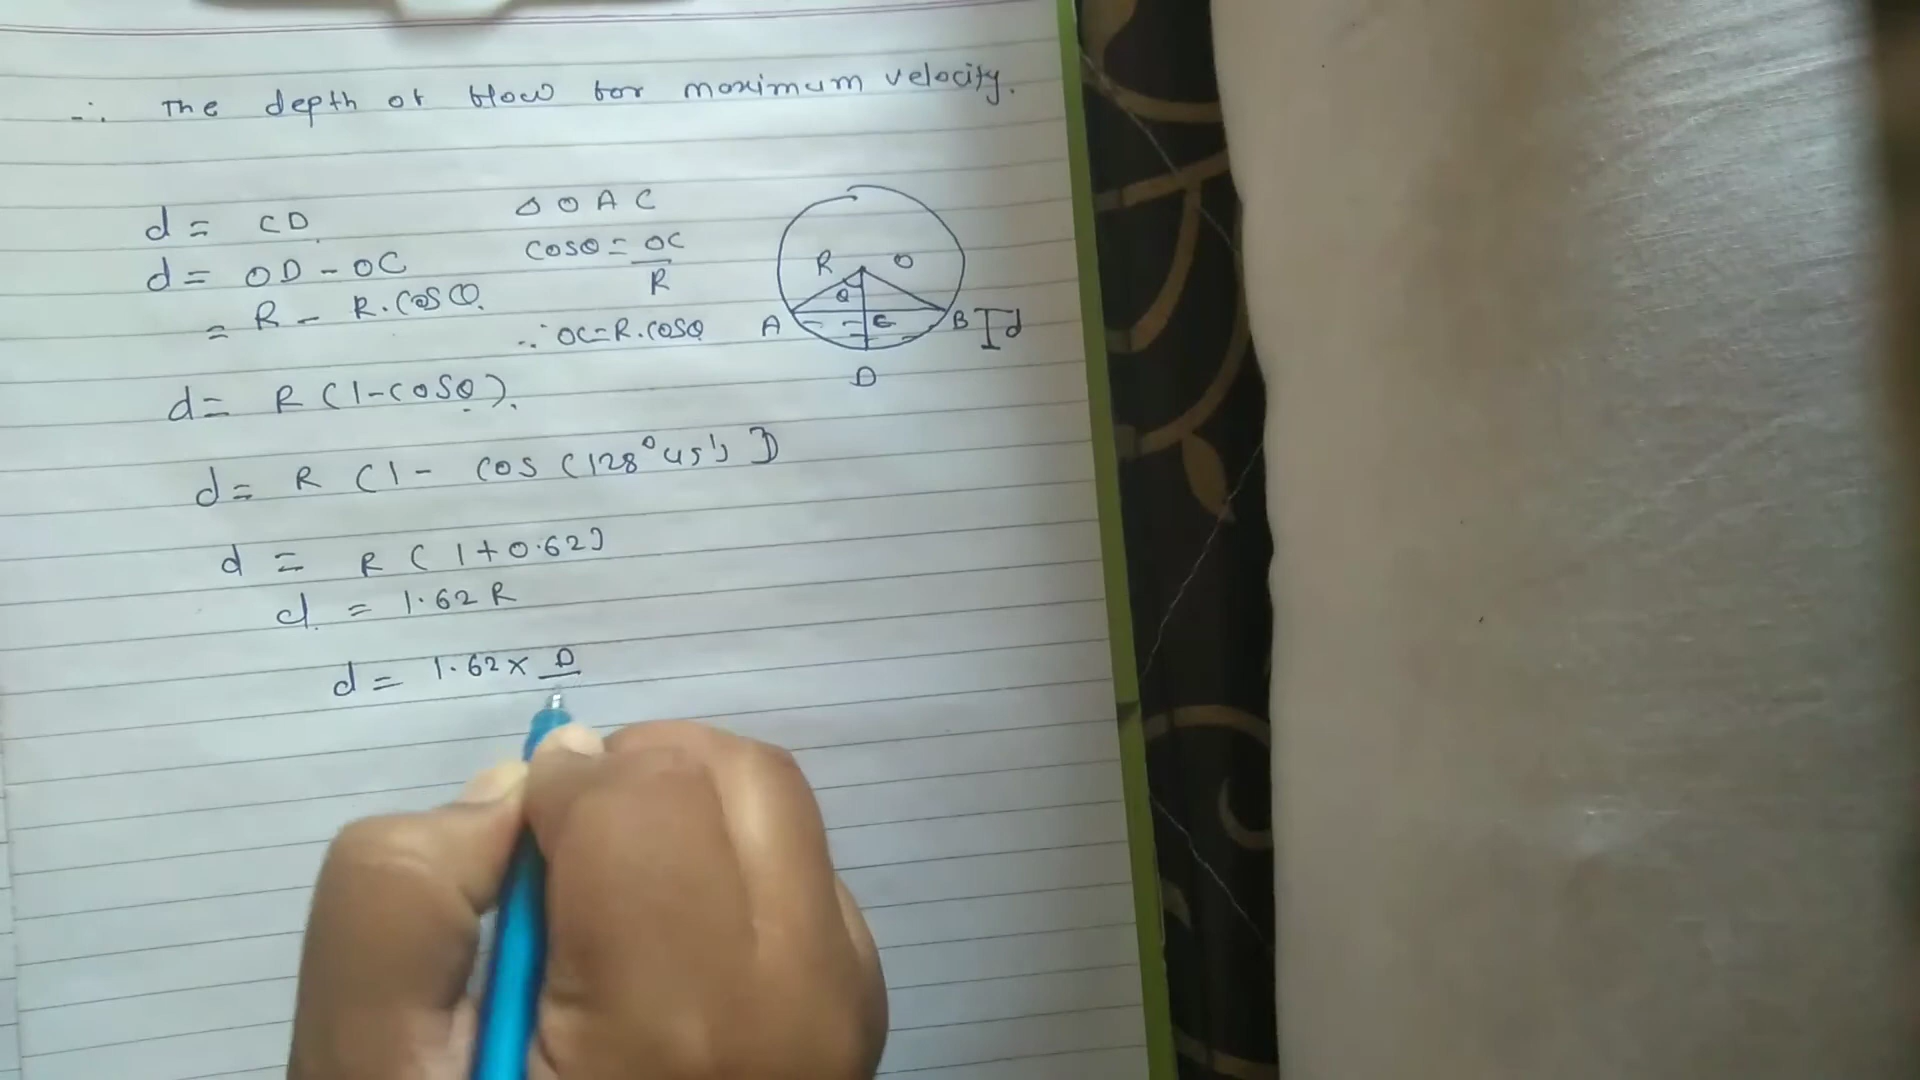 ∴ The depth of flow for maximum velocity.
d = CD
d = OD - OC
= R - R.cosθ.
d = R (1-cosθ).
d = R (1 - cos (128°45') ]
d = R ( 1+0.62)
d = 1.62 R
d = 1.62 × D
△ O A C
cosθ = OC
R
∴ OC=R.cosθ
R O
θ
A C B I d
D